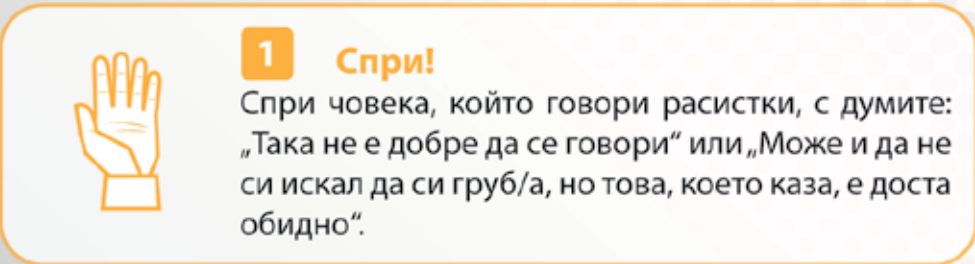 1 Спри!
Спри човека, който говори расистки, с думите:
„Така не е добре да се говори“ или „Може и да не
си искал да си груб/а, но това, което каза, е доста
обидно“.